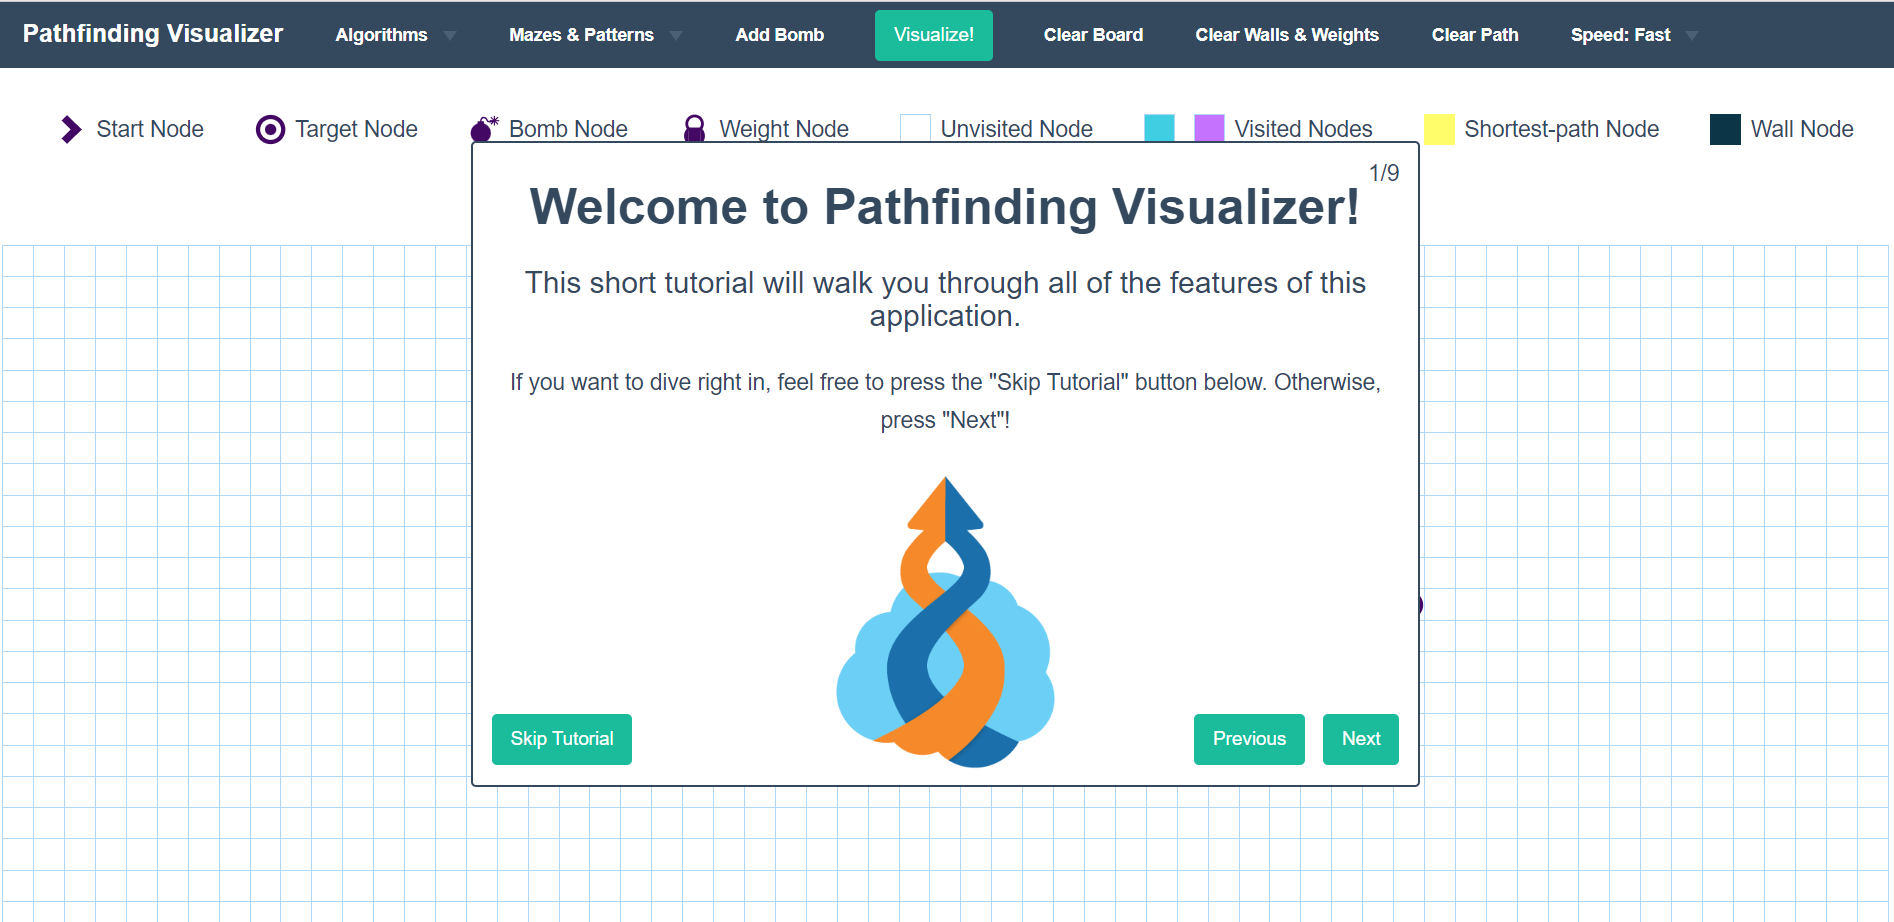 Pathfinding Visualizer Algorithms Mazes & Patterns Add Bomb Visualize! Clear Board Clear Walls & Weights Clear Path Speed: Fast
Start Node Target Node Bomb Node Weight Node Unvisited Node Visited Nodes Shortest-path Node Wall Node
1/9
Welcome to Pathfinding Visualizer!
This short tutorial will walk you through all of the features of this
application.
If you want to dive right in, feel free to press the "Skip Tutorial" button below. Otherwise,
press "Next"!
Skip Tutorial Previous Next